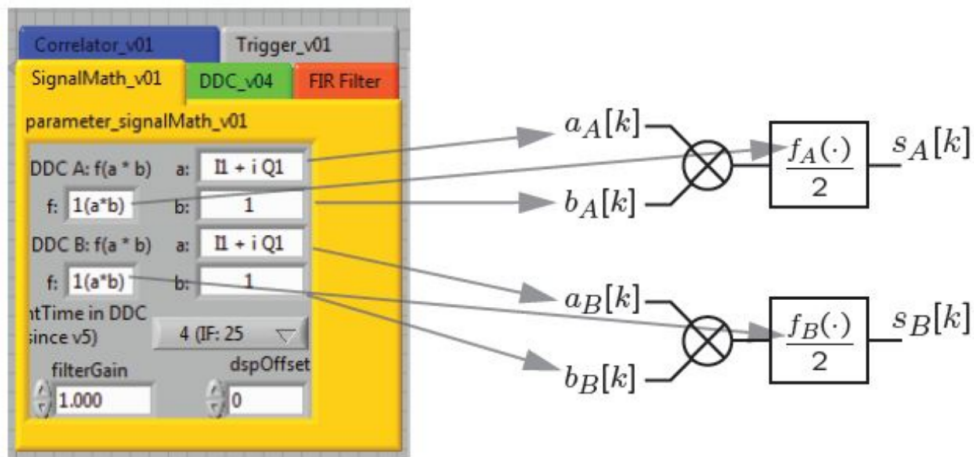 Correlator_v01 Trigger_v01
SignalMath_v01 DDC_v04 FIR Filter
parameter_signalMath_v01
DDC A: f(a * b) a: I1 + i Q1
f: 1(a*b) b: 1
DDC B: f(a * b) a: I1 + i Q1
f: 1(a*b) b: 1
ntTime in DDC
since v5) 4 (IF: 25
filterGain dspOffset
1.000 0
a_A[k]
b_A[k]
f_A(·)
2
s_A[k]
a_B[k]
b_B[k]
f_B(·)
2
s_B[k]